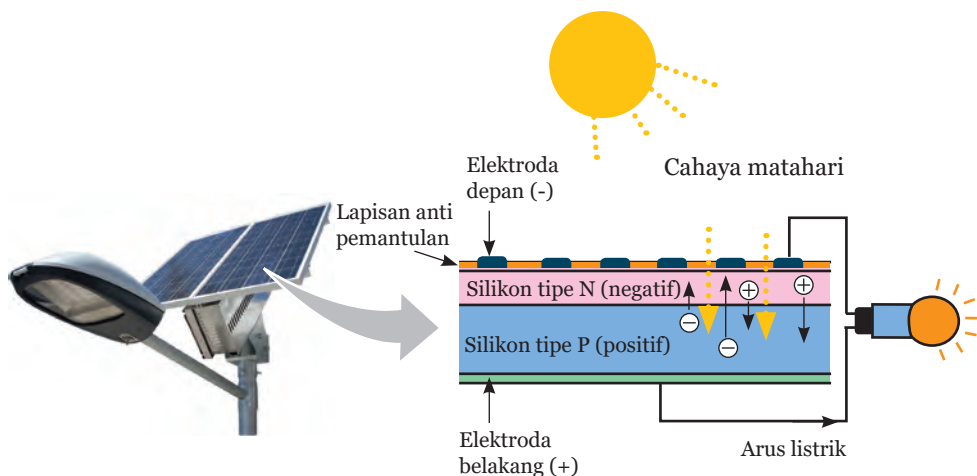 Cahaya matahari
Elektroda
depan (-)
Lapisan anti
pemantulan
Silikon tipe N (negatif)
+
+
−
Silikon tipe P (positif)
−
Elektroda
belakang (+)
Arus listrik